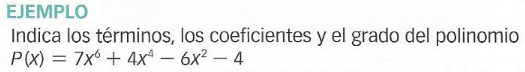 EJEMPLO
Indica los términos, los coeficientes y el grado del polinomio
P(x) = 7x⁶ + 4x⁴ − 6x² − 4